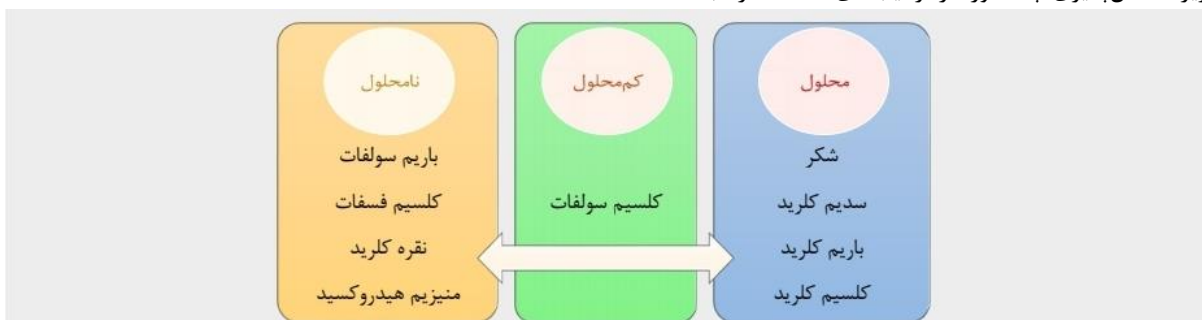 محلول
کم‌محلول
نامحلول
شکر
سدیم کلرید
باریم کلرید
کلسیم کلرید
کلسیم سولفات
باریم سولفات
کلسیم فسفات
نقره کلرید
منیزیم هیدروکسید